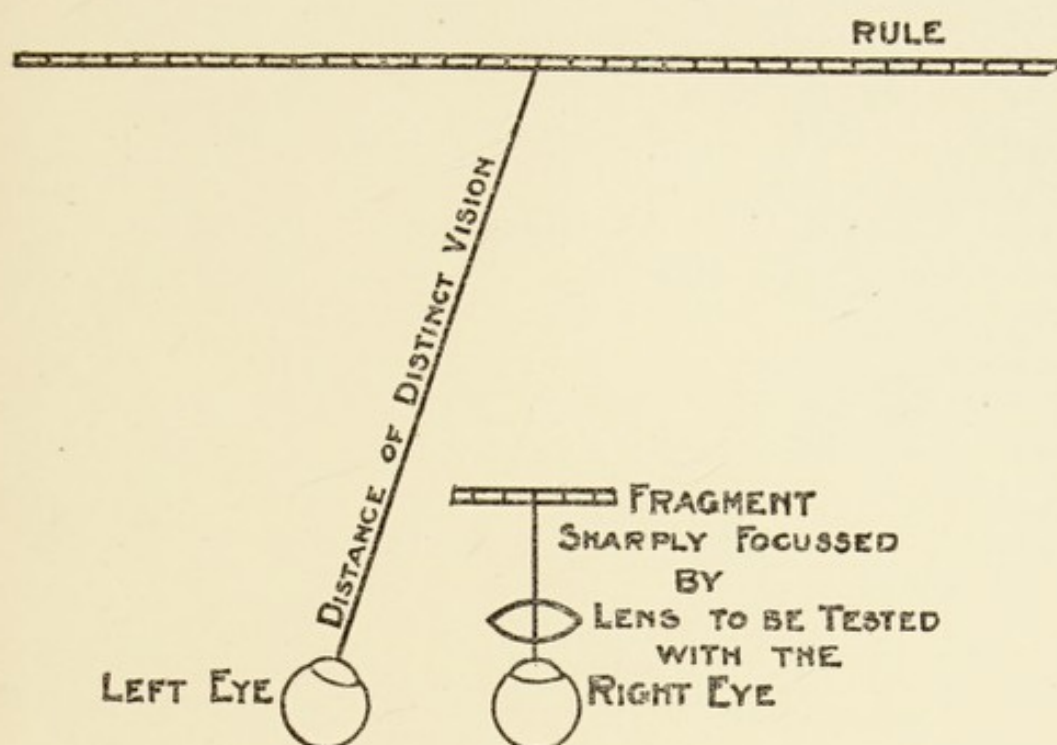 RULE
DISTANCE OF DISTINCT VISION
FRAGMENT
SHARPLY FOCUSSED
BY
LENS TO BE TESTED
WITH THE
LEFT EYE
RIGHT EYE